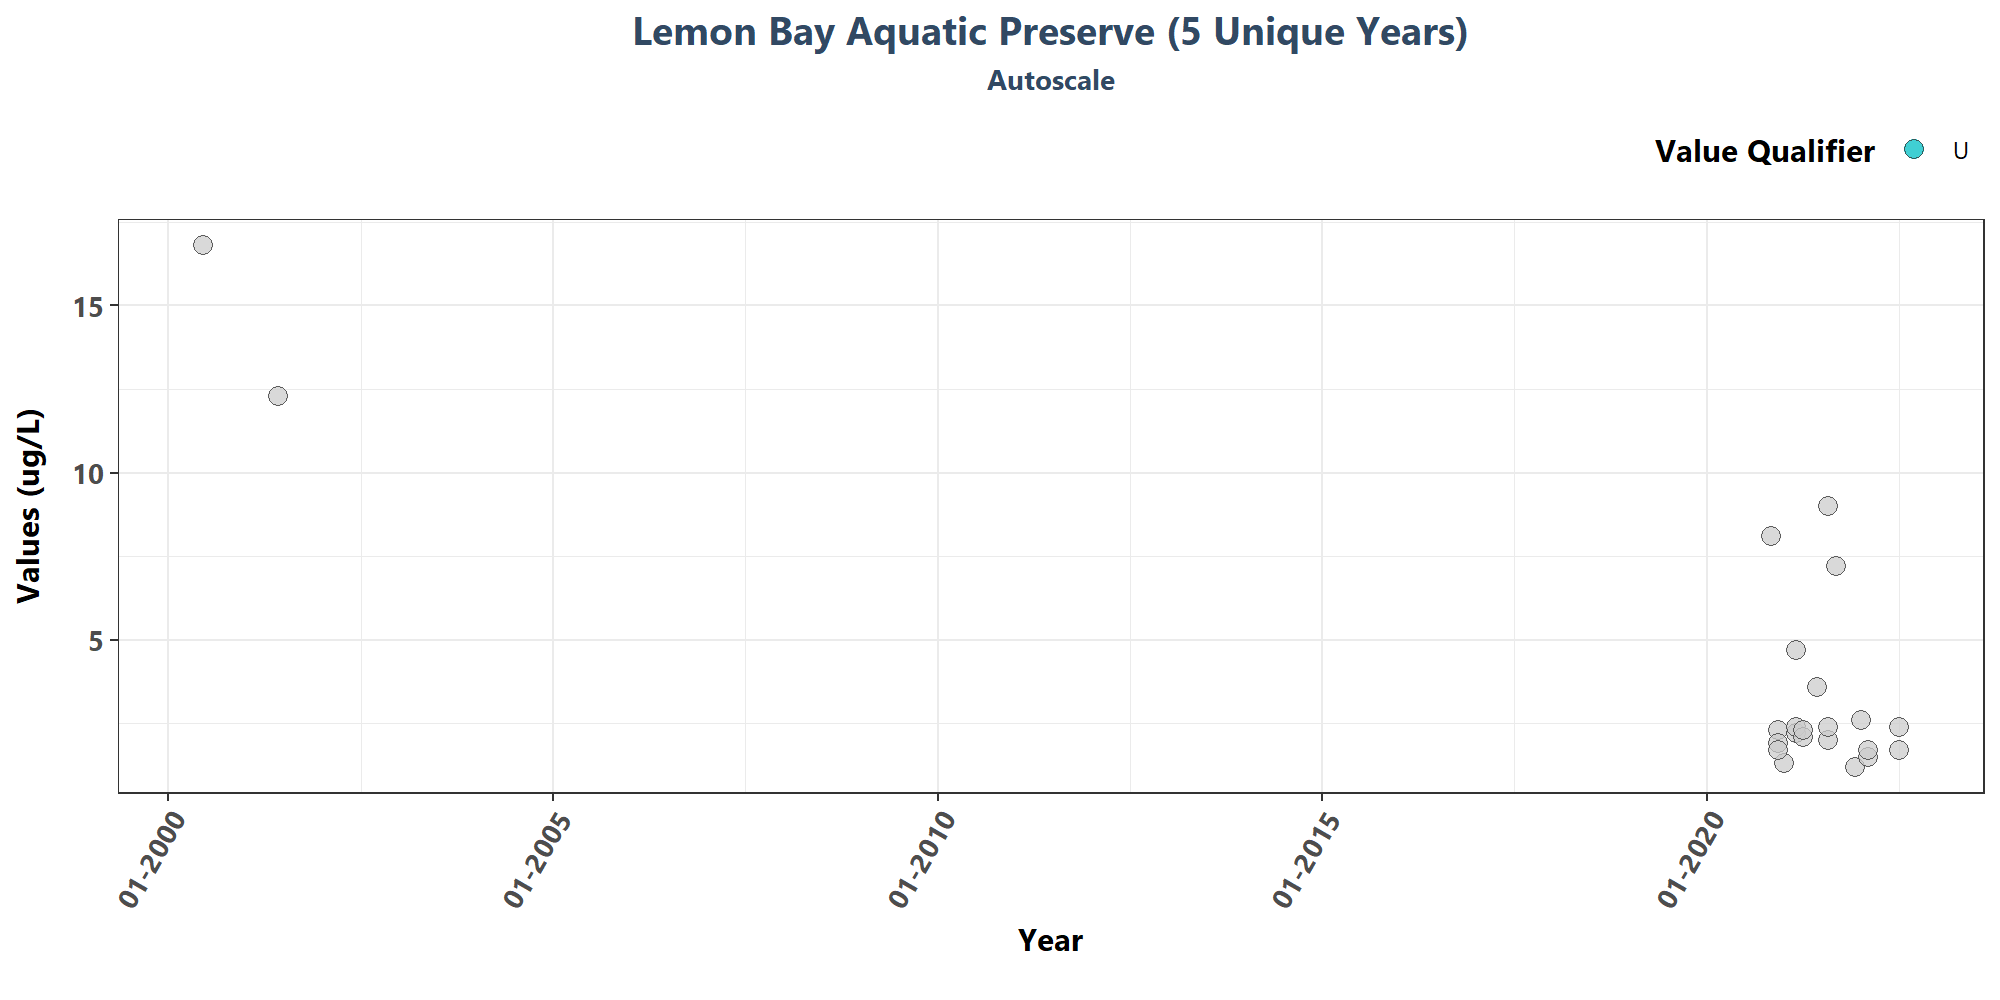 Lemon Bay Aquatic Preserve (5 Unique Years)
Autoscale
Value Qualifier U
Values (ug/L)
15
10
5
01-2000 01-2005 01-2010 01-2015 01-2020
Year